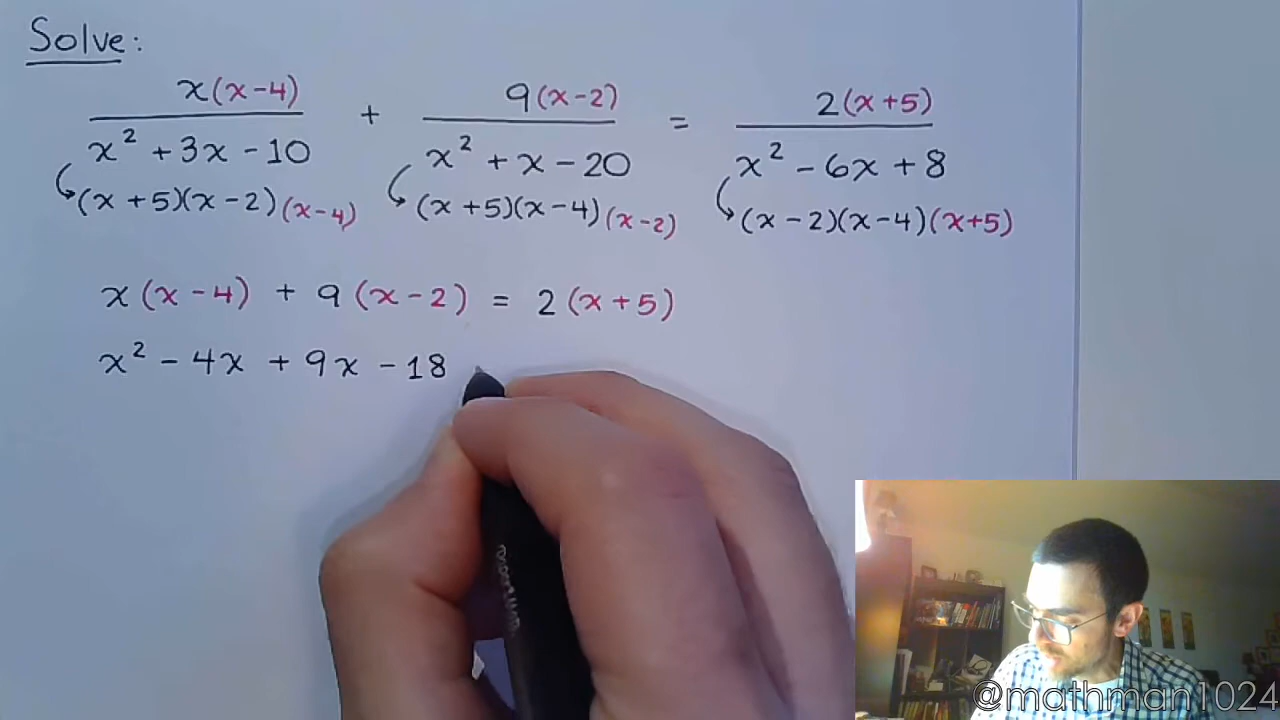 Solve:
x(x-4) / x² + 3x - 10 + 9(x-2) / x² + x - 20 = 2(x+5) / x² - 6x + 8
(x+5)(x-2)(x-4) (x+5)(x-4)(x-2) (x-2)(x-4)(x+5)
x(x-4) + 9(x-2) = 2(x+5)
x² - 4x + 9x - 18
@mathman1024